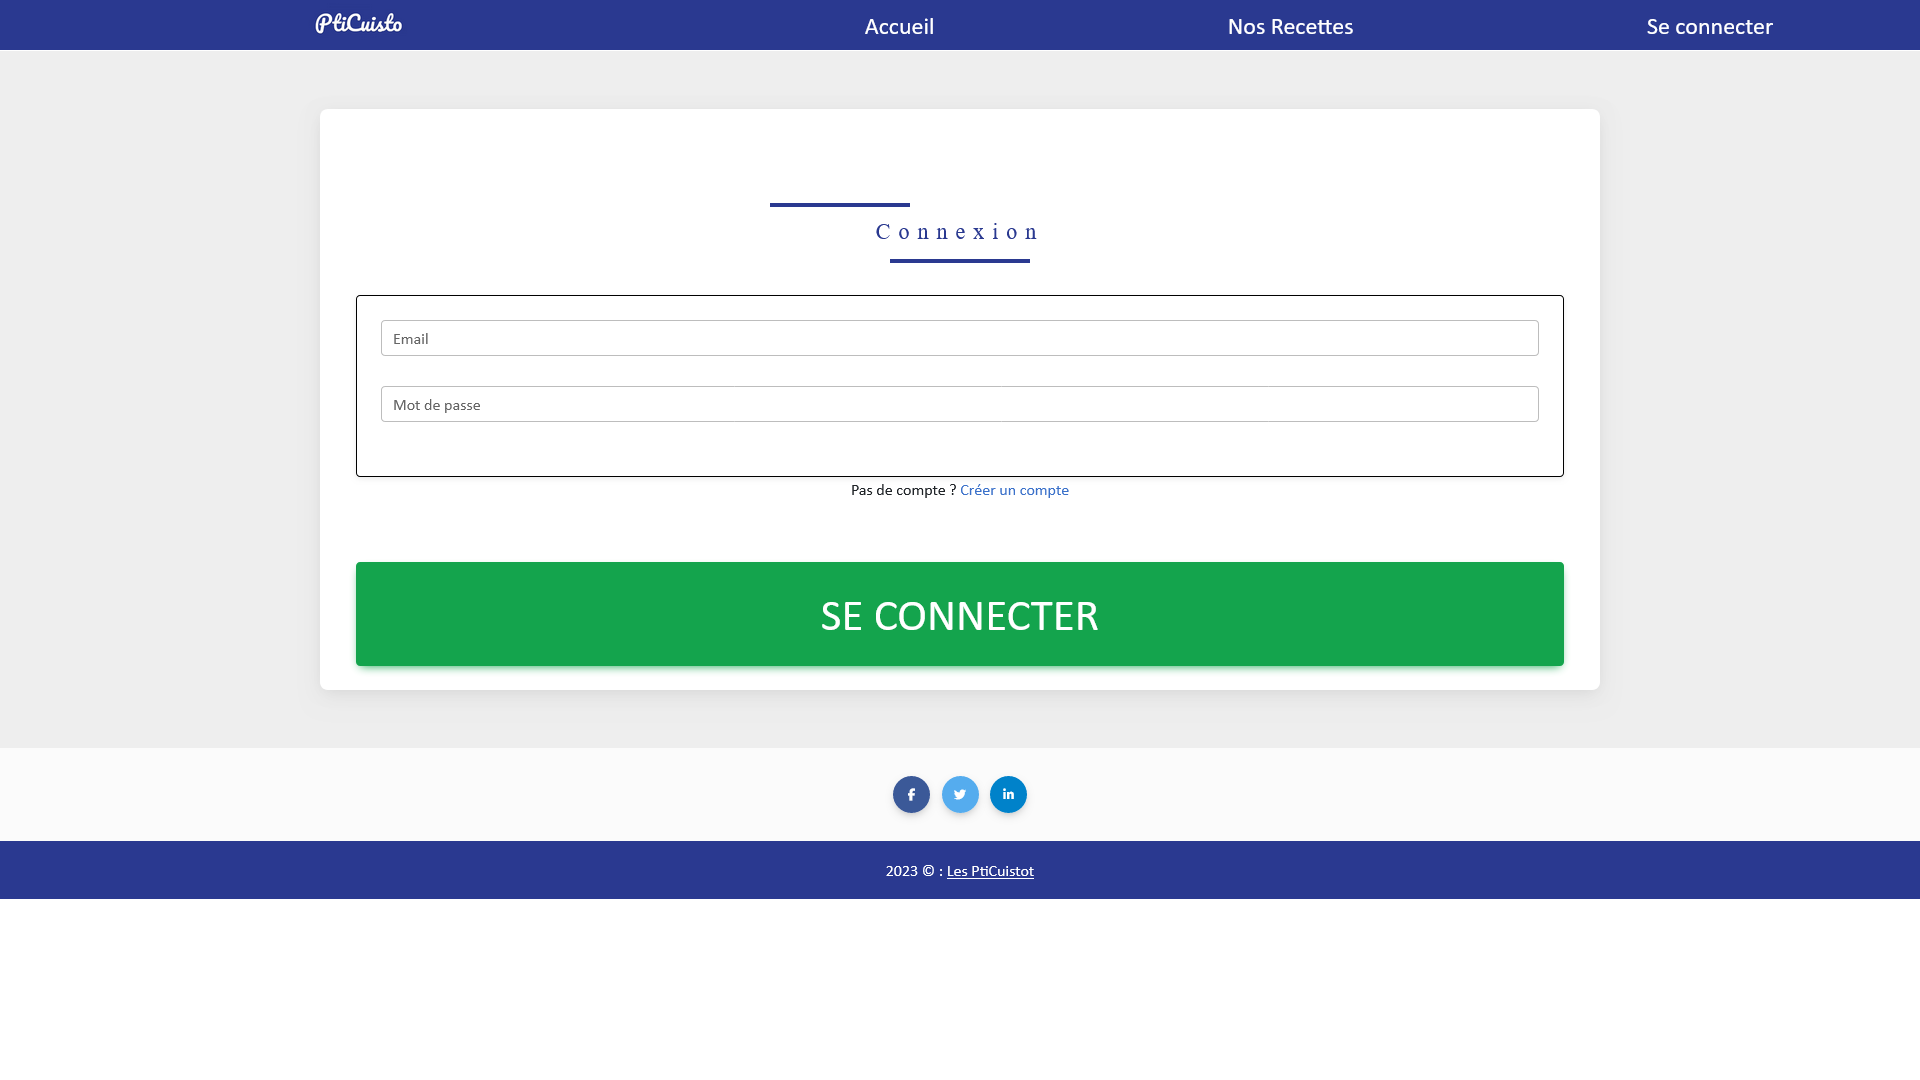 PtiCuisto
Accueil
Nos Recettes
Se connecter
Connexion
Email
Mot de passe
Pas de compte ? Créer un compte
SE CONNECTER
2023 © : Les PtiCuistot